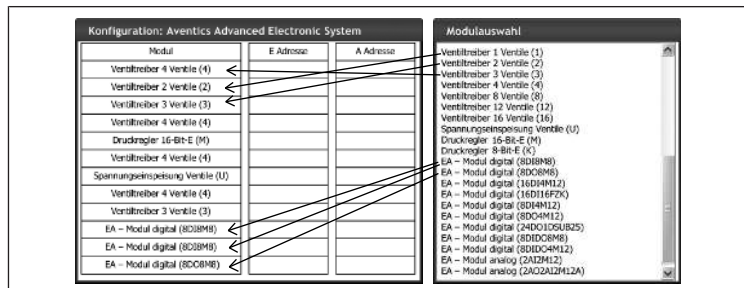 Konfiguration: Aventics Advanced Electronic System
Modul
E Adresse
A Adresse
Ventiltreiber 4 Ventile (4)
Ventiltreiber 2 Ventile (2)
Ventiltreiber 3 Ventile (3)
Ventiltreiber 4 Ventile (4)
Druckregler 16-Bit-E (M)
Ventiltreiber 4 Ventile (4)
Spannungseinspeisung Ventile (U)
Ventiltreiber 4 Ventile (4)
Ventiltreiber 3 Ventile (3)
EA – Modul digital (8DI8M8)
EA – Modul digital (8DI8M8)
EA – Modul digital (8DO8M8)
Modulauswahl
Ventiltreiber 1 Ventile (1)
Ventiltreiber 2 Ventile (2)
Ventiltreiber 3 Ventile (3)
Ventiltreiber 4 Ventile (4)
Ventiltreiber 8 Ventile (8)
Ventiltreiber 12 Ventile (12)
Ventiltreiber 16 Ventile (16)
Spannungseinspeisung Ventile (U)
Druckregler 16-Bit-E (M)
Druckregler 8-Bit-E (K)
EA – Modul digital (8DI8M8)
EA – Modul digital (8DO8M8)
EA – Modul digital (16DI4M12)
EA – Modul digital (16DI16FZK)
EA – Modul digital (8DI4M12)
EA – Modul digital (8DO4M12)
EA – Modul digital (24DO1DSUB25)
EA – Modul digital (8DIDO8M8)
EA – Modul digital (8DIDO4M12)
EA – Modul analog (2AI2M12)
EA – Modul analog (2AO2AI2M12A)